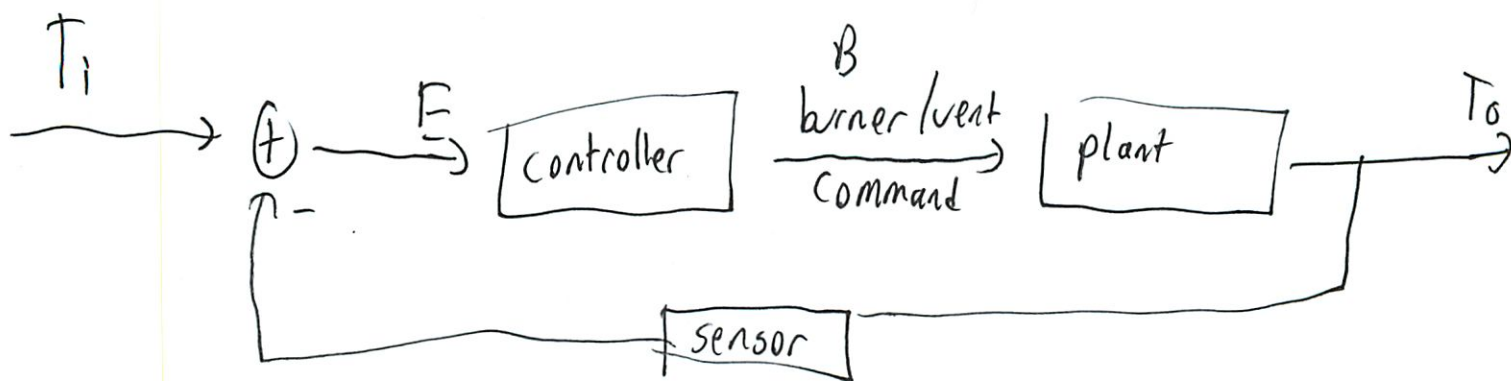 Ti
+
E
controller
B
burner/vent
command
plant
To
-
sensor